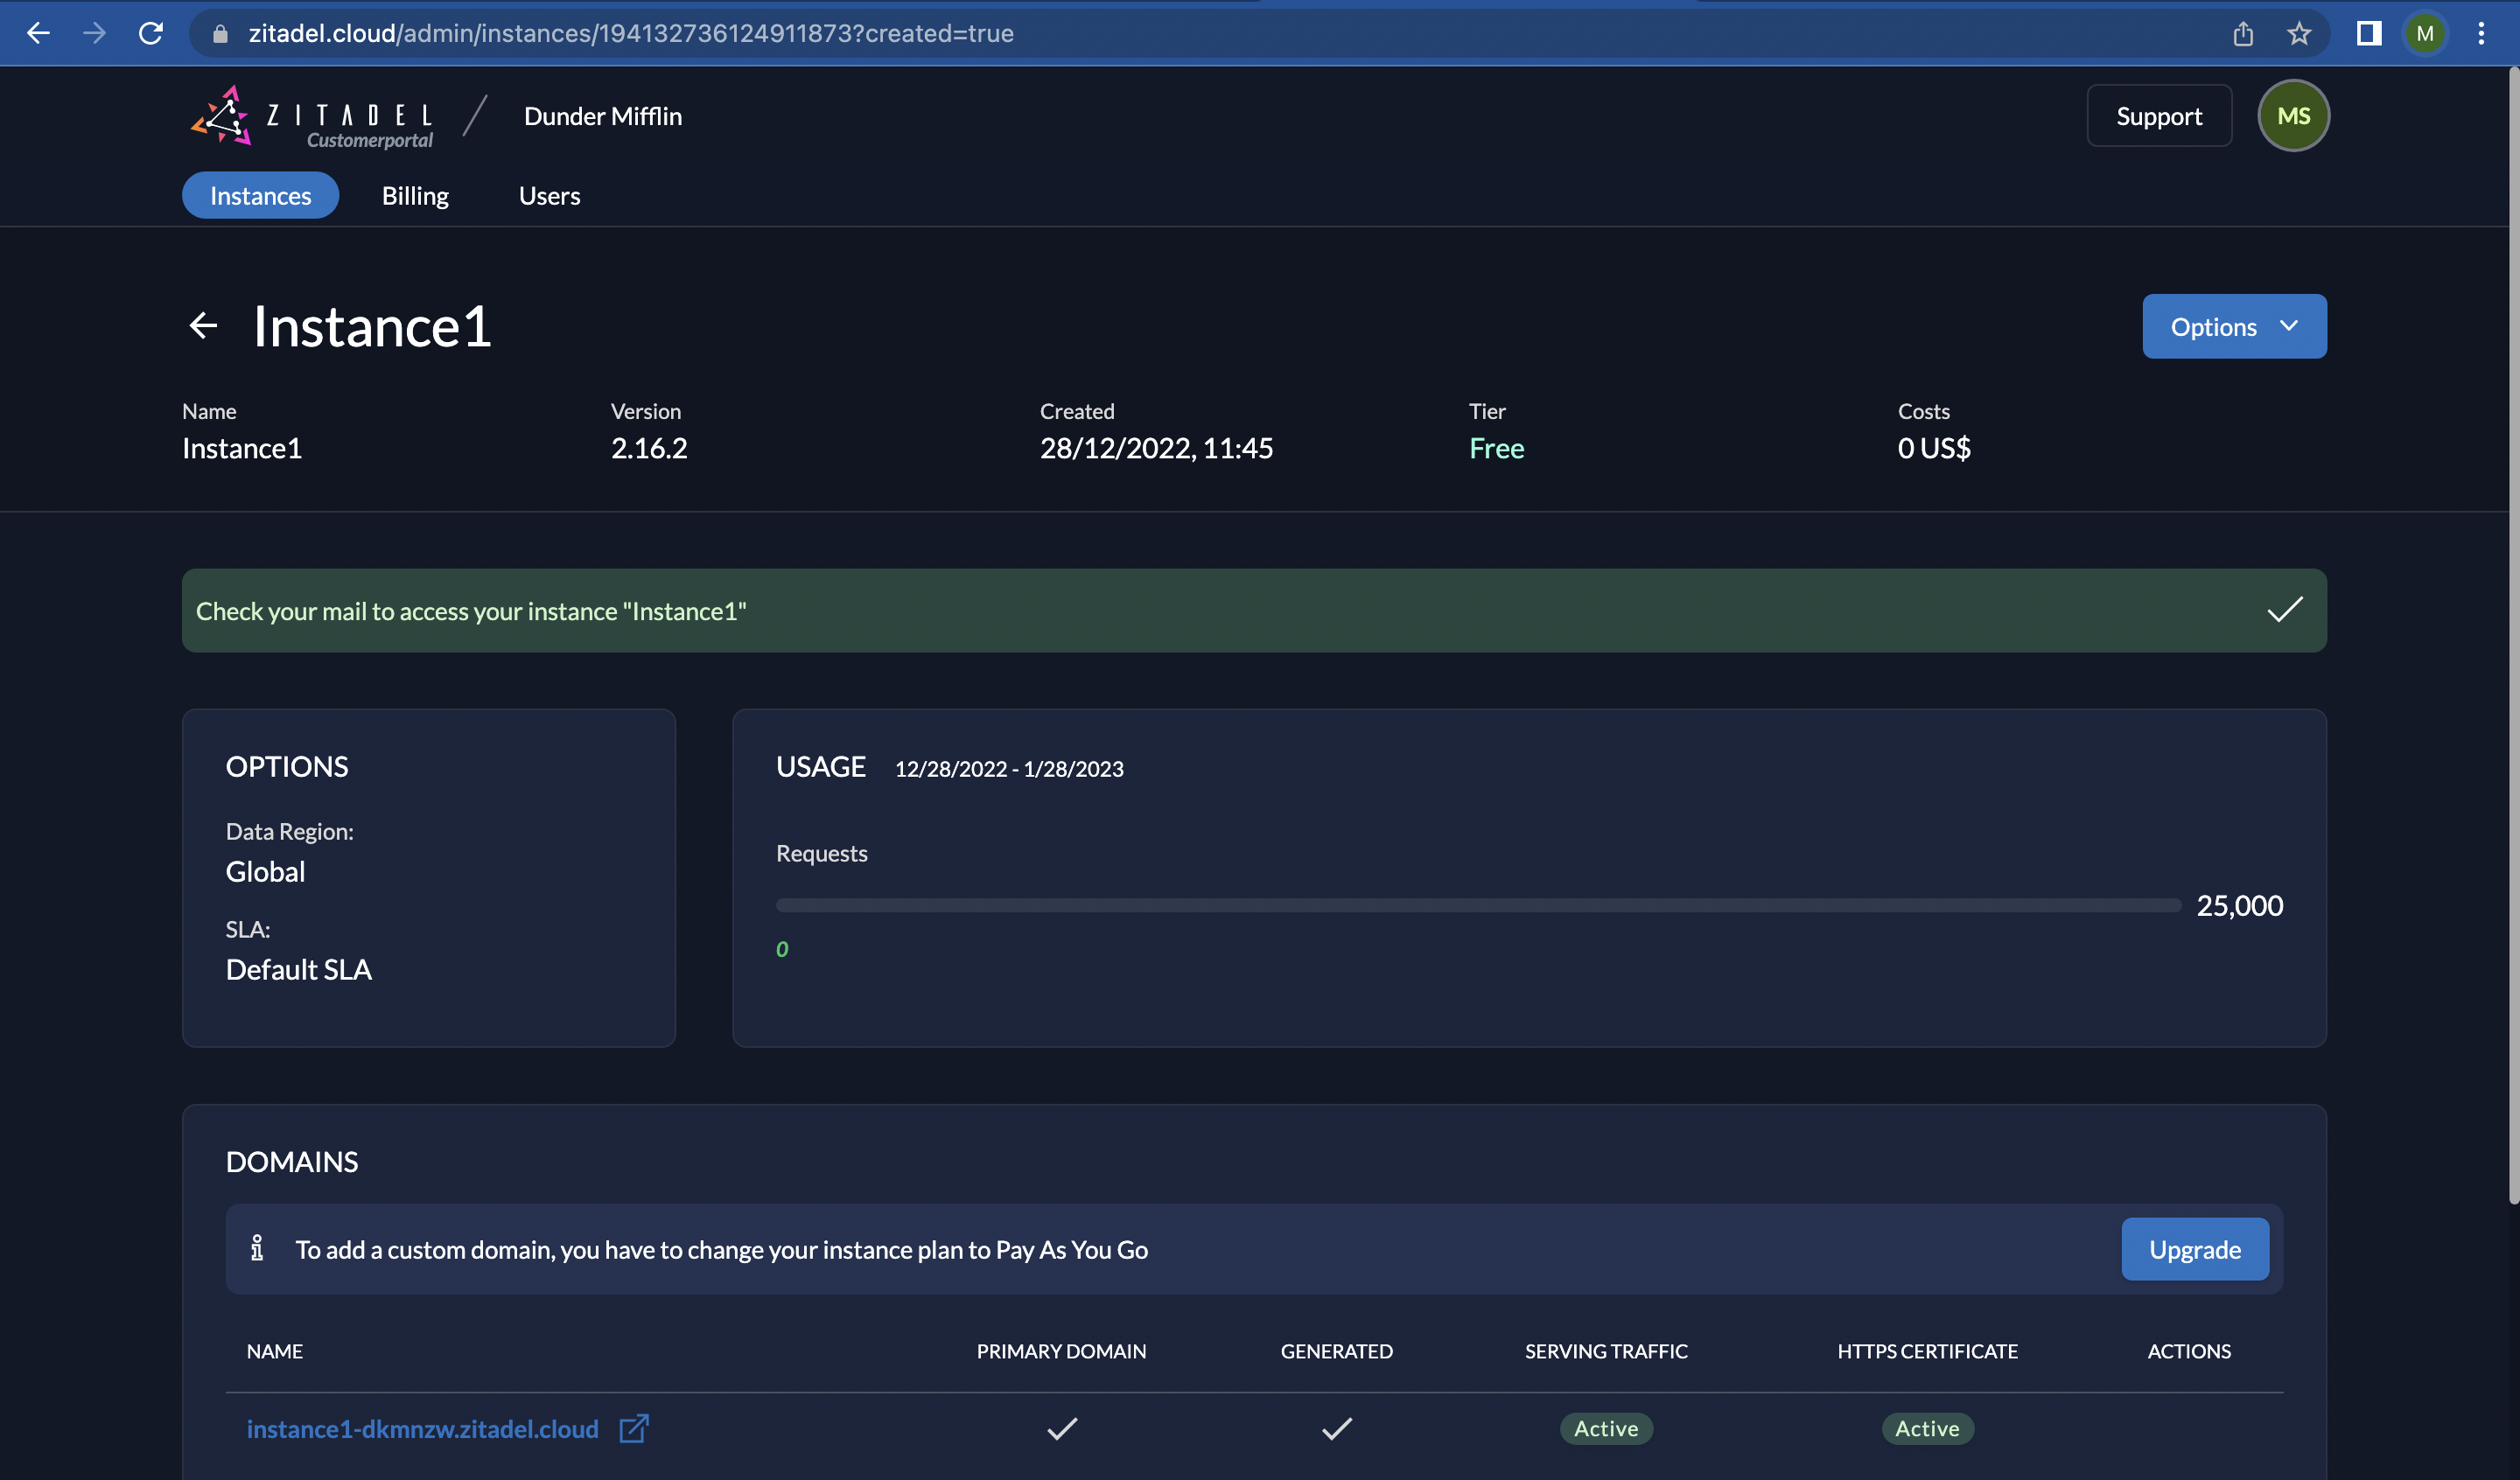 zitadel.cloud/admin/instances/194132736124911873?created=true
M
ZITADEL
Customerportal
Dunder Mifflin
Support
MS
Instances
Billing
Users
Instance1
Options
Name
Version
Created
Tier
Costs
Instance1
2.16.2
28/12/2022, 11:45
Free
0 US$
Check your mail to access your instance "Instance1"
OPTIONS
Data Region:
Global
SLA:
Default SLA
USAGE 12/28/2022 - 1/28/2023
Requests
25,000
0
DOMAINS
To add a custom domain, you have to change your instance plan to Pay As You Go
Upgrade
NAME
PRIMARY DOMAIN
GENERATED
SERVING TRAFFIC
HTTPS CERTIFICATE
ACTIONS
instance1-dkmnzw.zitadel.cloud
Active
Active